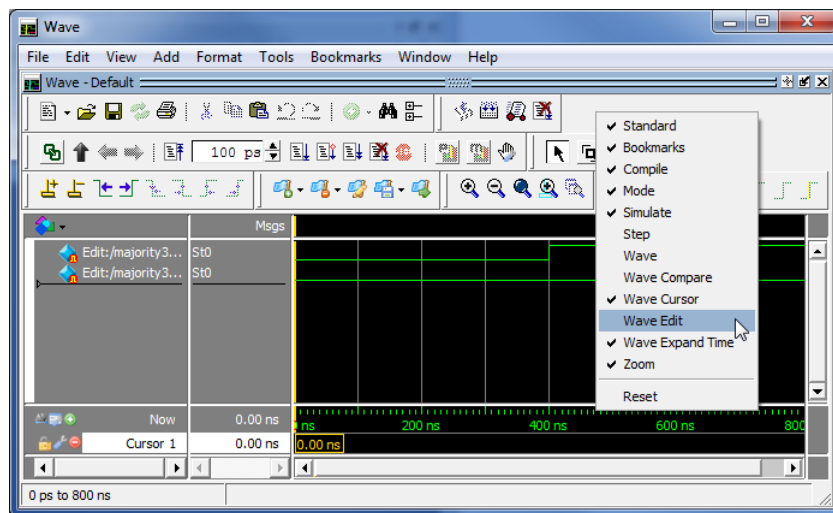 Wave
File Edit View Add Format Tools Bookmarks Window Help
Wave - Default
100 ps
Msgs
Edit:/majority3... St0
Edit:/majority3... St0
Standard
Bookmarks
Compile
Mode
Simulate
Step
Wave
Wave Compare
Wave Cursor
Wave Edit
Wave Expand Time
Zoom
Reset
Now 0.00 ns
ns 200 ns 400 ns 600 ns 800
Cursor 1 0.00 ns 0.00 ns
0 ps to 800 ns